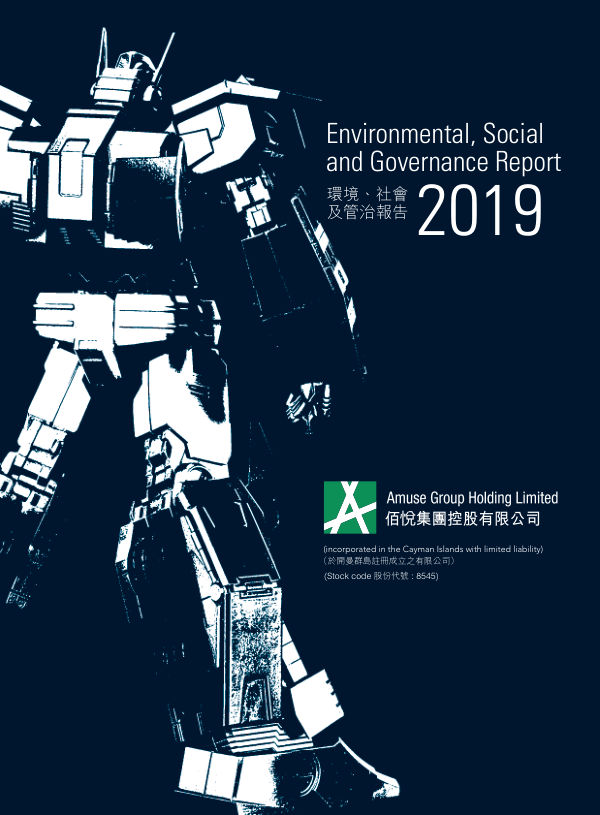 Environmental, Social
and Governance Report
環境、社會
及管治報告
2019
Amuse Group Holding Limited
佰悅集團控股有限公司
(incorporated in the Cayman Islands with limited liability)
（於開曼群島註冊成立之有限公司）
(Stock code 股份代號 : 8545)